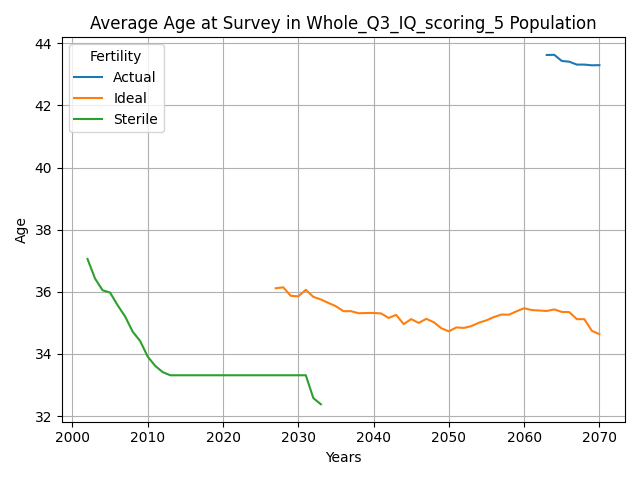 Average Age at Survey in Whole_Q3_IQ_scoring_5 Population
Fertility
Actual
Ideal
Sterile
Age
44
42
40
38
36
34
32
2000 2010 2020 2030 2040 2050 2060 2070
Years